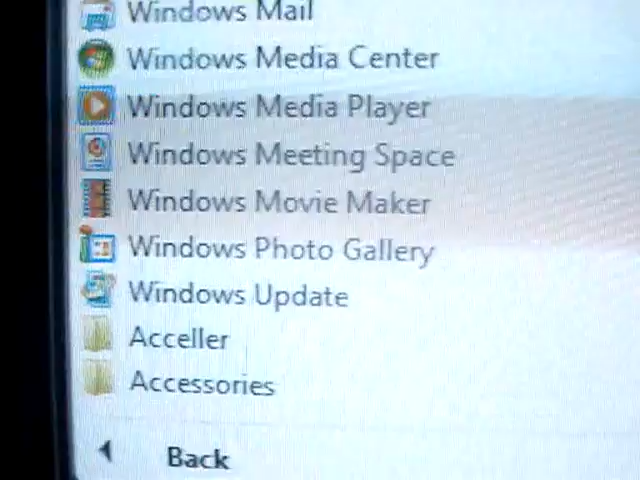 Windows Mail
Windows Media Center
Windows Media Player
Windows Meeting Space
Windows Movie Maker
Windows Photo Gallery
Windows Update
Acceller
Accessories
Back